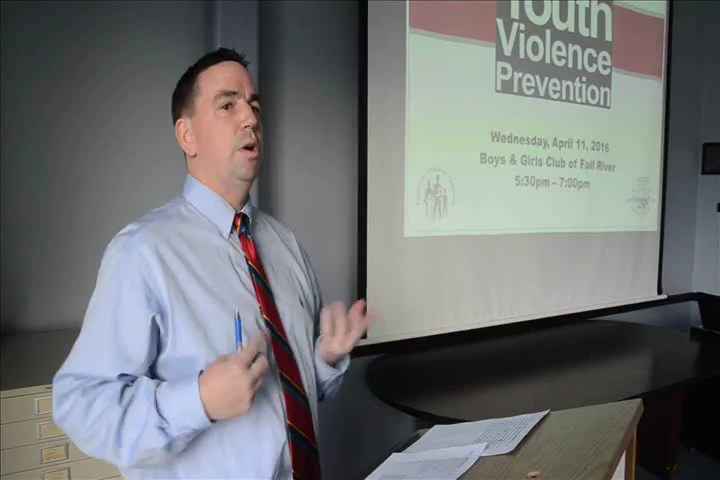 Youth
Violence
Prevention
Wednesday, April 11, 2016
Boys & Girls Club of Fall River
5:30pm – 7:00pm